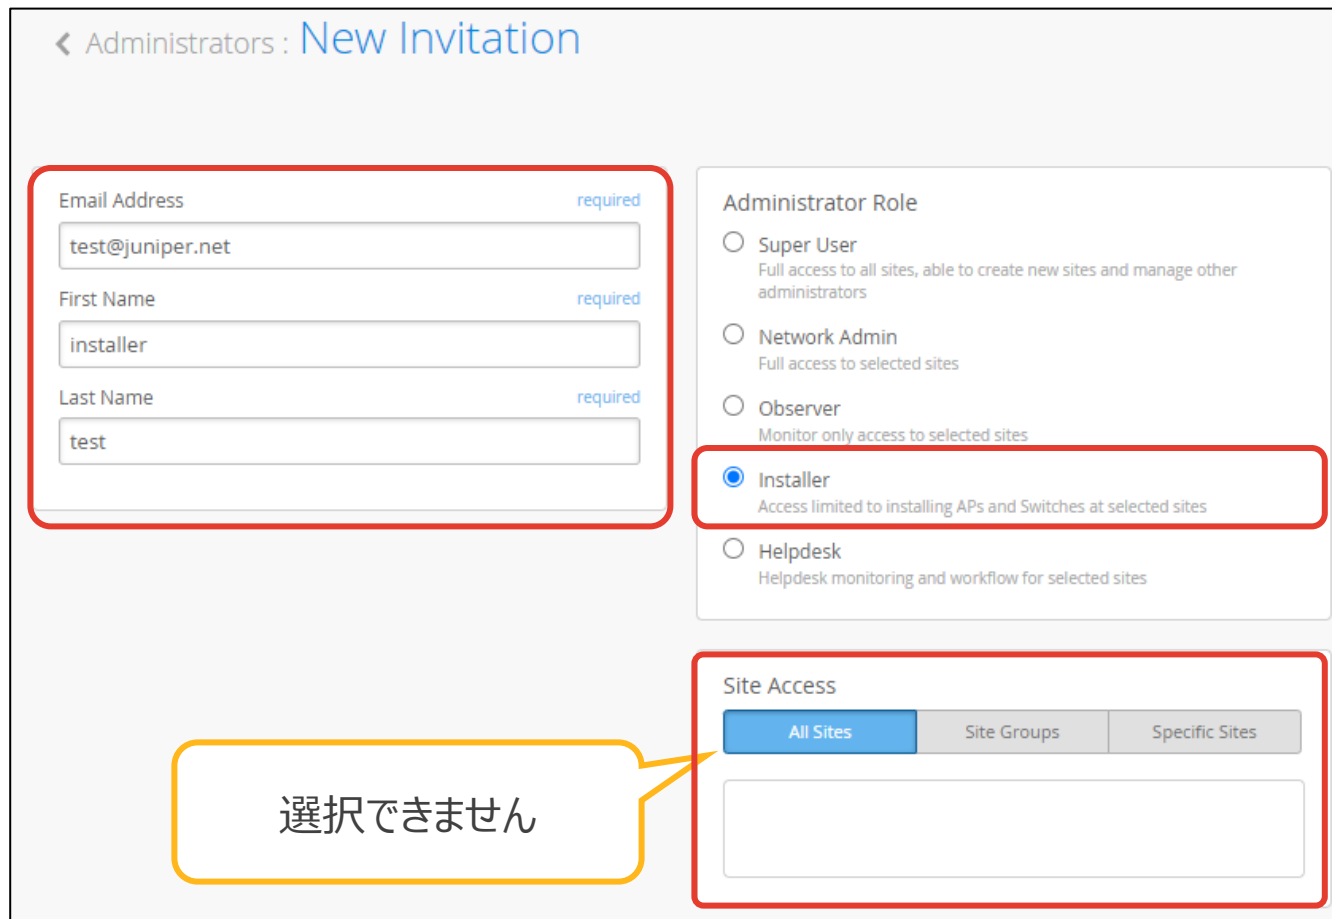 Administrators : New Invitation
Email Address required
test@juniper.net
First Name required
installer
Last Name required
test
Administrator Role
Super User
Full access to all sites, able to create new sites and manage other
administrators
Network Admin
Full access to selected sites
Observer
Monitor only access to selected sites
Installer
Access limited to installing APs and Switches at selected sites
Helpdesk
Helpdesk monitoring and workflow for selected sites
Site Access
All Sites Site Groups Specific Sites
選択できません